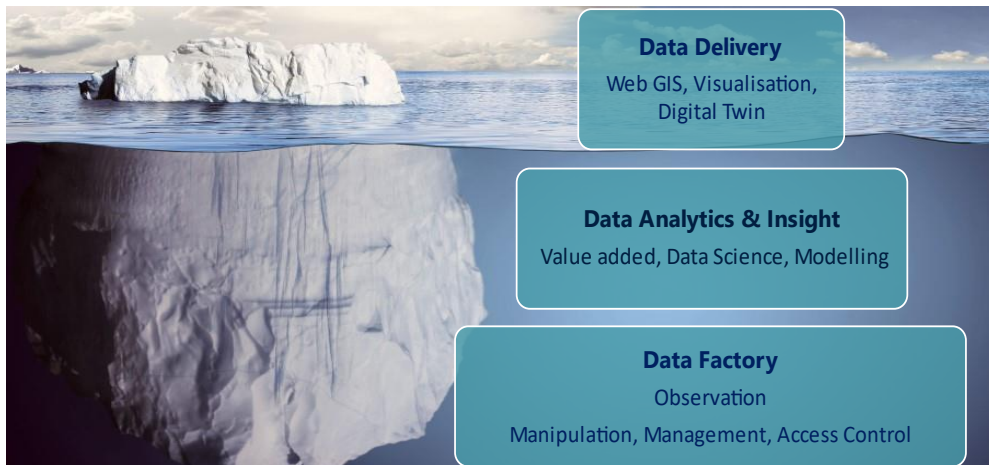 Data Delivery
Web GIS, Visualisation,
Digital Twin
Data Analytics & Insight
Value added, Data Science, Modelling
Data Factory
Observation
Manipulation, Management, Access Control